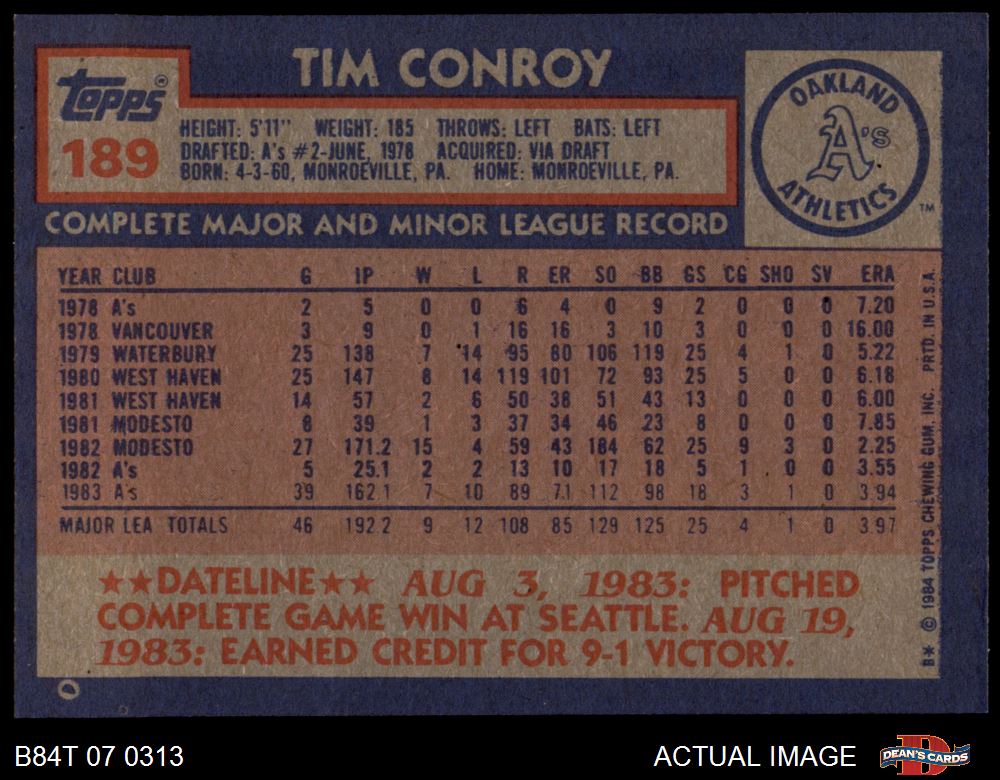 TIM CONROY
Topps®
189
HEIGHT: 5'11" WEIGHT: 185 THROWS: LEFT BATS: LEFT
DRAFTED: A's #2-JUNE, 1978 ACQUIRED: VIA DRAFT
BORN: 4-3-60, MONROEVILLE, PA. HOME: MONROEVILLE, PA.
OAKLAND
A's
ATHLETICS
TM
COMPLETE MAJOR AND MINOR LEAGUE RECORD
YEAR CLUB G IP W L R ER SO BB GS CG SHO SV ERA
1978 A's 2 5 0 0 6 4 0 9 2 0 0 0 7.20
1978 VANCOUVER 3 9 0 1 16 16 3 10 3 0 0 0 16.00
1979 WATERBURY 25 138 7 14 95 80 106 119 25 4 1 0 5.22
1980 WEST HAVEN 25 147 8 14 119 101 72 93 25 5 0 0 6.18
1981 WEST HAVEN 14 57 2 6 50 38 51 43 13 0 0 0 6.00
1981 MODESTO 8 39 1 3 37 34 46 23 8 0 0 0 7.85
1982 MODESTO 27 171.2 15 4 59 43 184 62 25 9 3 0 2.25
1982 A's 5 25.1 2 2 13 10 17 18 5 1 0 0 3.55
1983 A's 39 162.1 7 10 89 71 112 98 18 3 1 0 3.94
MAJOR LEA TOTALS 46 192.2 9 12 108 85 129 125 25 4 1 0 3.97
★★DATELINE★★ AUG 3, 1983: PITCHED
COMPLETE GAME WIN AT SEATTLE. AUG 19,
1983: EARNED CREDIT FOR 9-1 VICTORY.
B* © 1984 TOPPS CHEWING GUM, INC. PRTD. IN U.S.A.
B84T 07 0313
ACTUAL IMAGE
D
DEAN'S CARDS